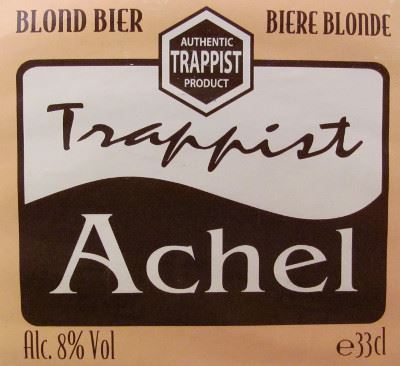 BLOND BIER
BIERE BLONDE
AUTHENTIC
TRAPPIST
PRODUCT
Trappist
Achel
Alc. 8% Vol
e33cl